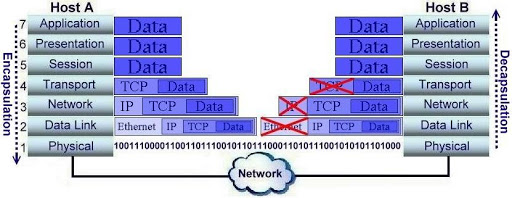 Host A Host B
7 Application Data Data Application
6 Presentation Data Data Presentation
5 Session Data Data Session
4 Transport TCP Data TCP Data Transport
3 Network IP TCP Data IP TCP Data Network
2 Data Link Ethernet IP TCP Data Ethernet IP TCP Data Data Link
1 Physical Physical
Encapsulation
Decapsulation
Network